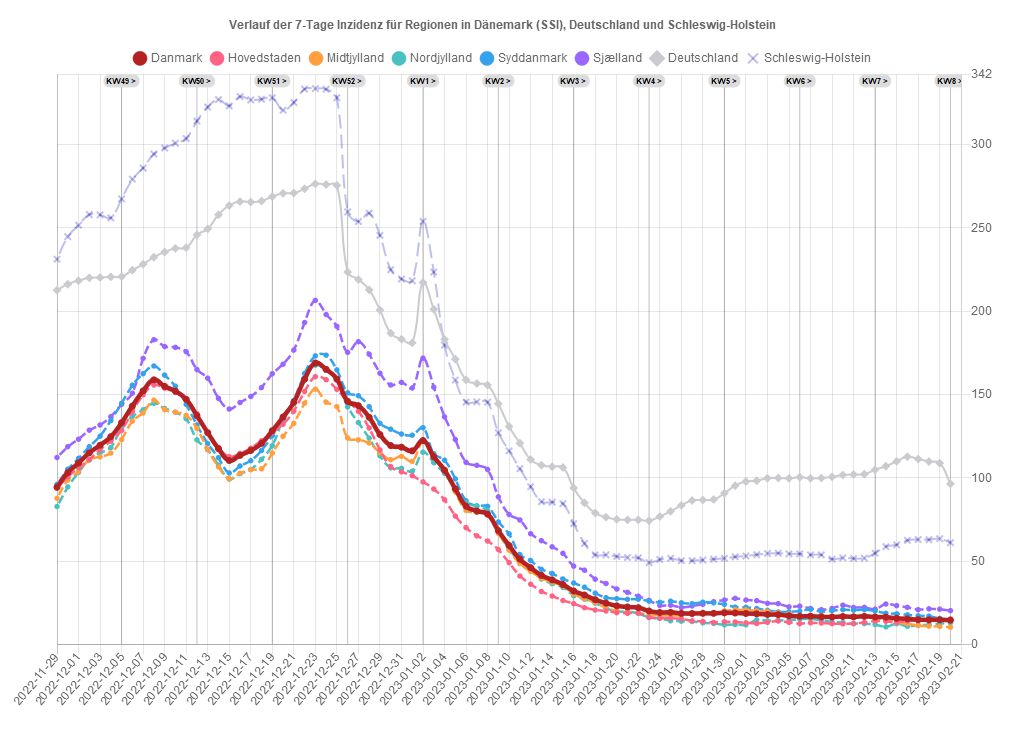 Verlauf der 7-Tage Inzidenz für Regionen in Dänemark (SSI), Deutschland und Schleswig-Holstein
Danmark Hovedstaden Midtjylland Nordjylland Syddanmark Sjælland Deutschland Schleswig-Holstein
KW49 > KW50 > KW51 > KW52 > KW1 > KW2 > KW3 > KW4 > KW5 > KW6 > KW7 > KW8 >
342
300
250
200
150
100
50
0
2022-11-29 2022-12-01 2022-12-03 2022-12-05 2022-12-07 2022-12-09 2022-12-11 2022-12-13 2022-12-15 2022-12-17 2022-12-19 2022-12-21 2022-12-23 2022-12-25 2022-12-27 2022-12-29 2022-12-31 2023-01-02 2023-01-04 2023-01-06 2023-01-08 2023-01-10 2023-01-12 2023-01-14 2023-01-16 2023-01-18 2023-01-20 2023-01-22 2023-01-24 2023-01-26 2023-01-28 2023-01-30 2023-02-01 2023-02-03 2023-02-05 2023-02-07 2023-02-09 2023-02-11 2023-02-13 2023-02-15 2023-02-17 2023-02-19 2023-02-21